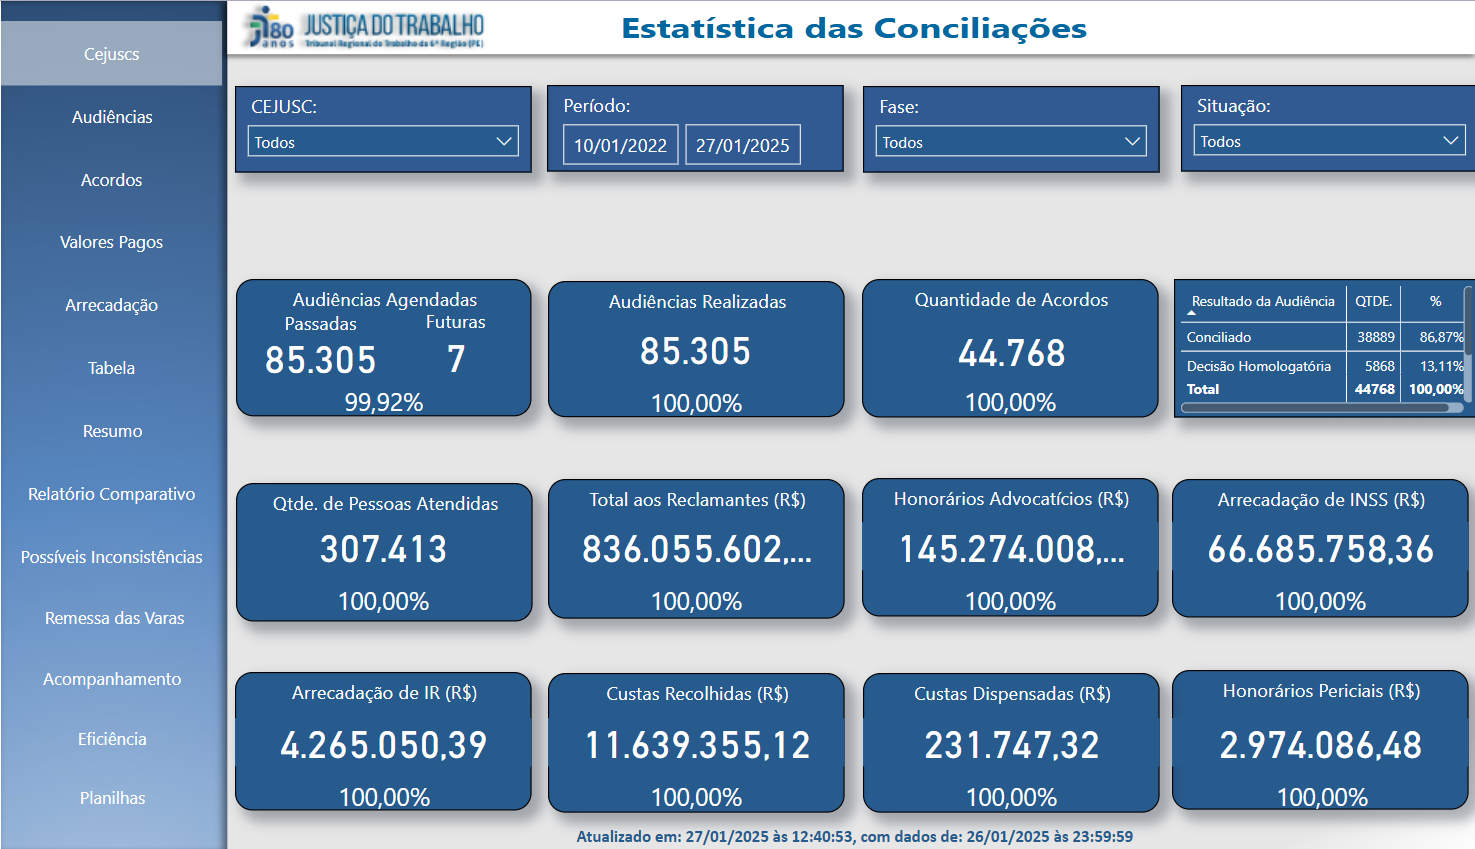 80 anos
JUSTIÇA DO TRABALHO
Tribunal Regional do Trabalho da 6ª Região (PE)
Estatística das Conciliações
Cejuscs
Audiências
Acordos
Valores Pagos
Arrecadação
Tabela
Resumo
Relatório Comparativo
Possíveis Inconsistências
Remessa das Varas
Acompanhamento
Eficiência
Planilhas
CEJUSC:
Todos
Período:
10/01/2022 27/01/2025
Fase:
Todos
Situação:
Todos
Audiências Agendadas
Passadas Futuras
85.305 7
99,92%
Audiências Realizadas
85.305
100,00%
Quantidade de Acordos
44.768
100,00%
Resultado da Audiência QTDE. %
Conciliado 38889 86,87%
Decisão Homologatória 5868 13,11%
Total 44768 100,00%
Qtde. de Pessoas Atendidas
307.413
100,00%
Total aos Reclamantes (R$)
836.055.602,...
100,00%
Honorários Advocatícios (R$)
145.274.008,...
100,00%
Arrecadação de INSS (R$)
66.685.758,36
100,00%
Arrecadação de IR (R$)
4.265.050,39
100,00%
Custas Recolhidas (R$)
11.639.355,12
100,00%
Custas Dispensadas (R$)
231.747,32
100,00%
Honorários Periciais (R$)
2.974.086,48
100,00%
Atualizado em: 27/01/2025 às 12:40:53, com dados de: 26/01/2025 às 23:59:59